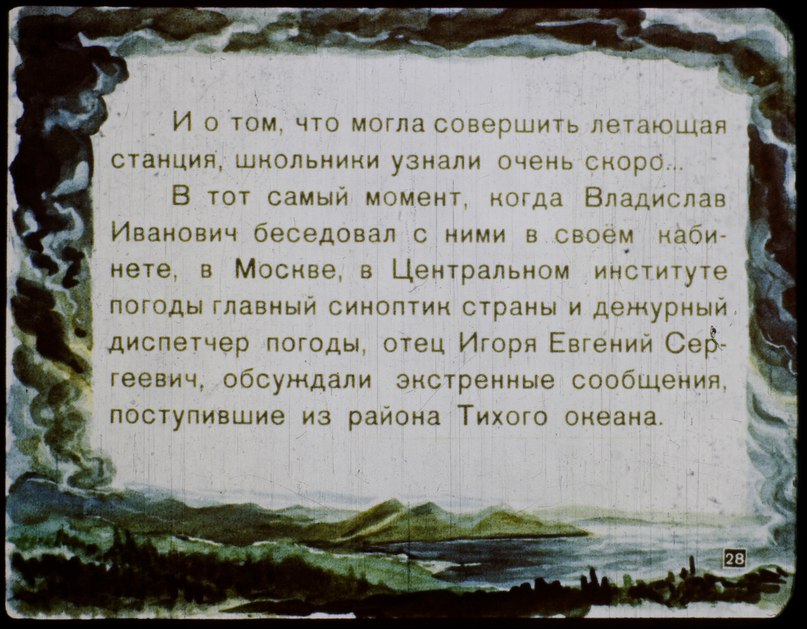 И о том, что могла совершить летающая
станция, школьники узнали очень скоро...
В тот самый момент, когда Владислав
Иванович беседовал с ними в своём каби-
нете, в Москве, в Центральном институте
погоды главный синоптик страны и дежурный
диспетчер погоды, отец Игоря Евгений Сер-
геевич, обсуждали экстренные сообщения,
поступившие из района Тихого океана.
28